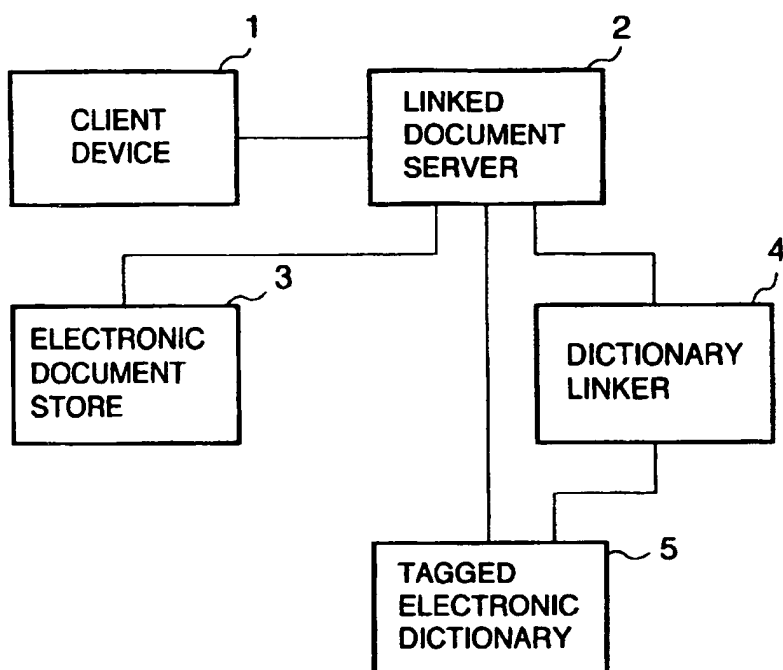 1
CLIENT
DEVICE
2
LINKED
DOCUMENT
SERVER
3
ELECTRONIC
DOCUMENT
STORE
4
DICTIONARY
LINKER
5
TAGGED
ELECTRONIC
DICTIONARY